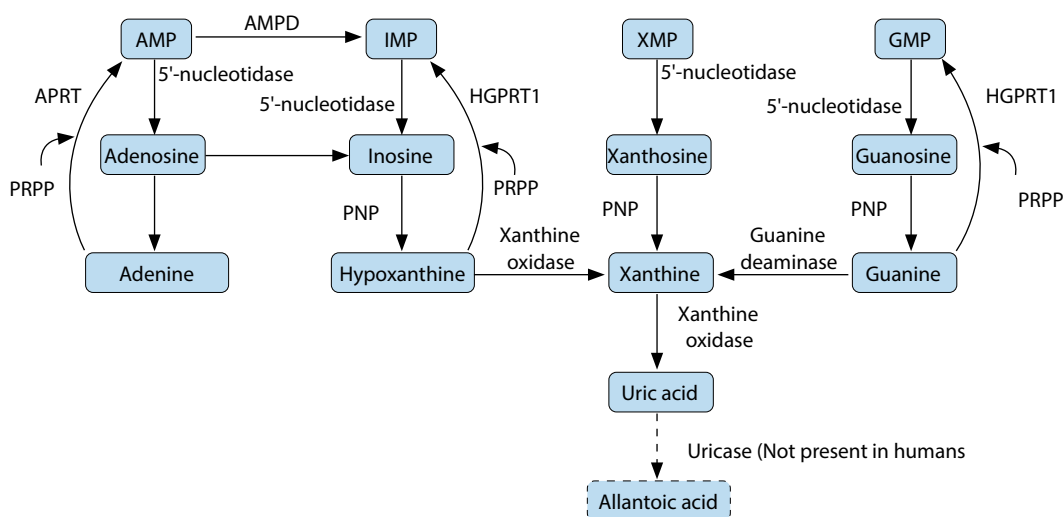 AMP
AMPD
IMP
XMP
GMP
5'-nucleotidase
5'-nucleotidase
5'-nucleotidase
5'-nucleotidase
APRT
HGPRT1
HGPRT1
PRPP
PRPP
PRPP
Adenosine
Inosine
Xanthosine
Guanosine
PNP
PNP
PNP
Adenine
Hypoxanthine
Xanthine
oxidase
Xanthine
Guanine
deaminase
Guanine
Xanthine
oxidase
Uric acid
Uricase (Not present in humans
Allantoic acid